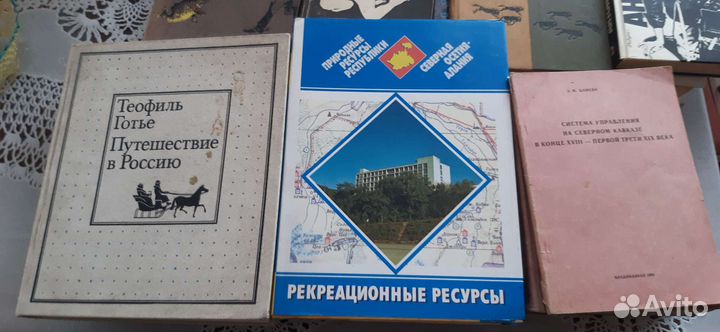 Теофиль
Готье
Путешествие
в Россию
ПРИРОДНЫЕ
РЕСУРСЫ
РЕСПУБЛИКИ
СЕВЕРНАЯ
ОСЕТИЯ-
АЛАНИЯ
РЕКРЕАЦИОННЫЕ РЕСУРСЫ
СИСТЕМА УПРАВЛЕНИЯ
НА СЕВЕРНОМ КАВКАЗЕ
В КОНЦЕ XVIII — ПЕРВОЙ ТРЕТИ XIX ВЕКА
Avito